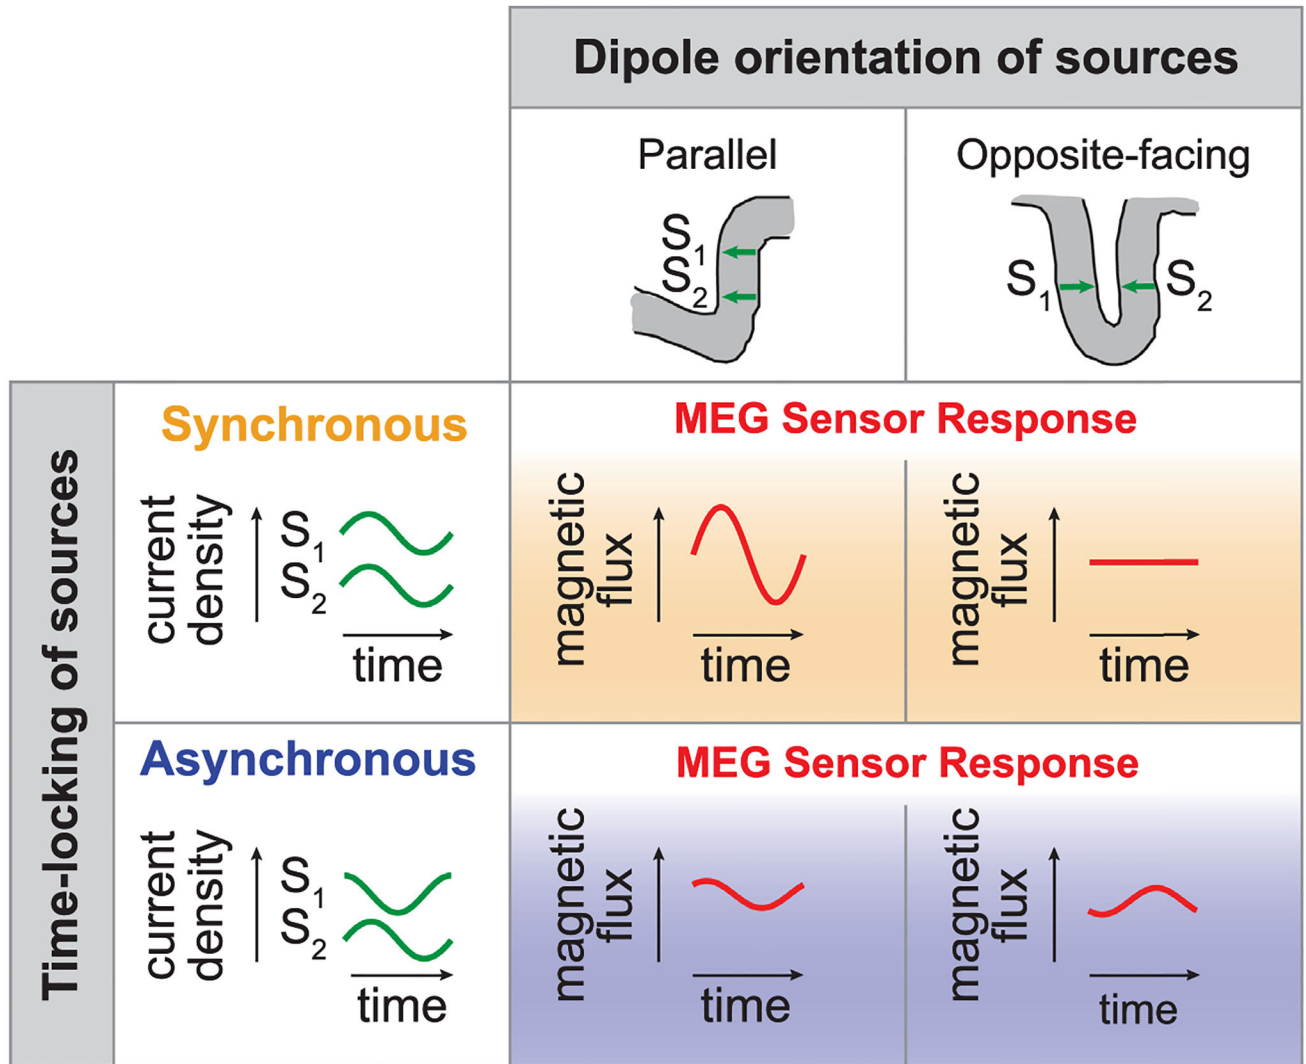 Dipole orientation of sources
Parallel
Opposite-facing
S1
S2
S1
S2
Time-locking of sources
Synchronous
current
density
S1
S2
time
MEG Sensor Response
magnetic
flux
time
magnetic
flux
time
Asynchronous
current
density
S1
S2
time
MEG Sensor Response
magnetic
flux
time
magnetic
flux
time